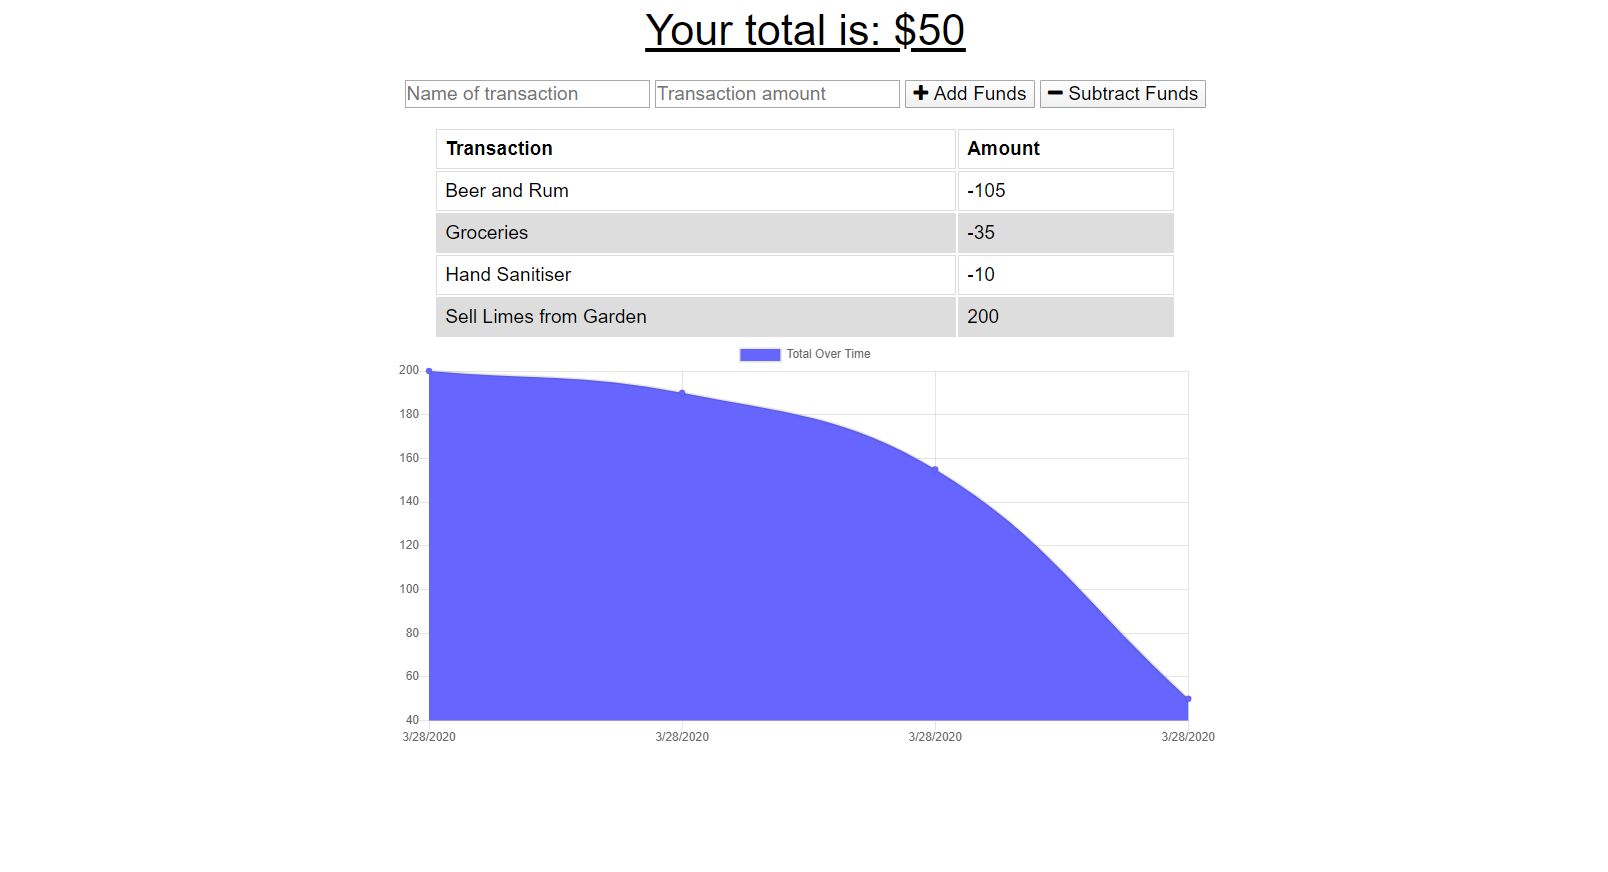 Your total is: $50
Name of transaction Transaction amount Add Funds Subtract Funds
Transaction Amount
Beer and Rum -105
Groceries -35
Hand Sanitiser -10
Sell Limes from Garden 200
Total Over Time
200
180
160
140
120
100
80
60
40
3/28/2020 3/28/2020 3/28/2020 3/28/2020